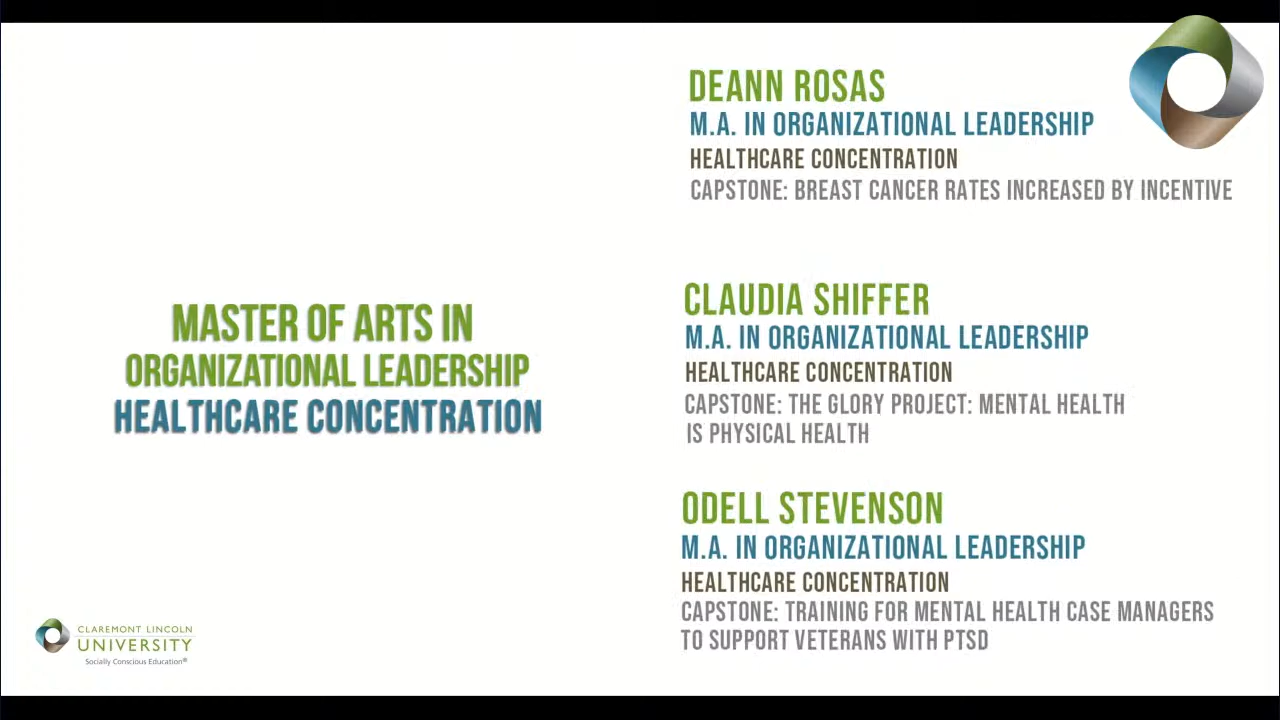 MASTER OF ARTS IN
ORGANIZATIONAL LEADERSHIP
HEALTHCARE CONCENTRATION
DEANN ROSAS
M.A. IN ORGANIZATIONAL LEADERSHIP
HEALTHCARE CONCENTRATION
CAPSTONE: BREAST CANCER RATES INCREASED BY INCENTIVE
CLAUDIA SHIFFER
M.A. IN ORGANIZATIONAL LEADERSHIP
HEALTHCARE CONCENTRATION
CAPSTONE: THE GLORY PROJECT: MENTAL HEALTH
IS PHYSICAL HEALTH
ODELL STEVENSON
M.A. IN ORGANIZATIONAL LEADERSHIP
HEALTHCARE CONCENTRATION
CAPSTONE: TRAINING FOR MENTAL HEALTH CASE MANAGERS
TO SUPPORT VETERANS WITH PTSD
CLAREMONT LINCOLN
UNIVERSITY
Socially Conscious Education®